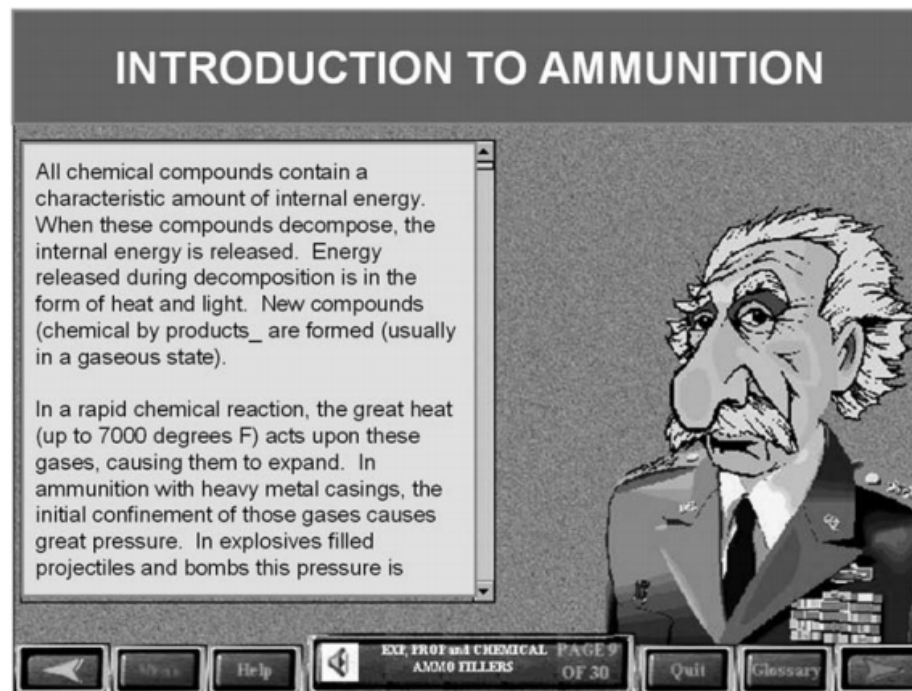 INTRODUCTION TO AMMUNITION
All chemical compounds contain a
characteristic amount of internal energy.
When these compounds decompose, the
internal energy is released.  Energy
released during decomposition is in the
form of heat and light.  New compounds
(chemical by products_ are formed (usually
in a gaseous state).
In a rapid chemical reaction, the great heat
(up to 7000 degrees F) acts upon these
gases, causing them to expand.  In
ammunition with heavy metal casings, the
initial confinement of those gases causes
great pressure.  In explosives filled
projectiles and bombs this pressure is
Help
EXP, PROP and CHEMICAL
AMMO FILLERS
PAGE 9
OF 30
Quit
Glossary